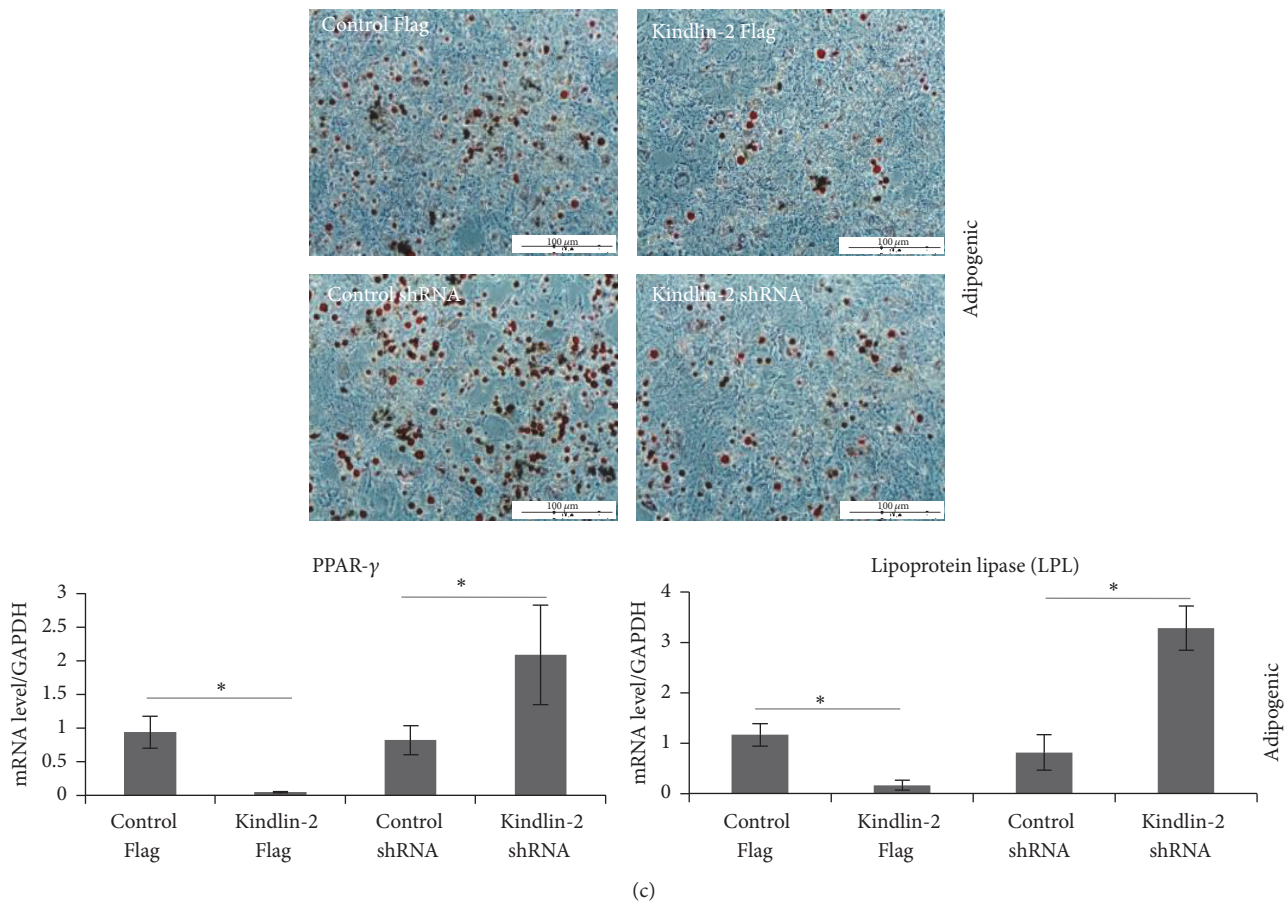 Control Flag
Kindlin-2 Flag
100 μm
100 μm
Control shRNA
Kindlin-2 shRNA
100 μm
100 μm
Adipogenic
PPAR-γ
mRNA level/GAPDH
3
2.5
2
1.5
1
0.5
0
*
*
Control
Flag
Kindlin-2
Flag
Control
shRNA
Kindlin-2
shRNA
Lipoprotein lipase (LPL)
mRNA level/GAPDH
4
3
2
1
0
*
*
Control
Flag
Kindlin-2
Flag
Control
shRNA
Kindlin-2
shRNA
Adipogenic
(c)